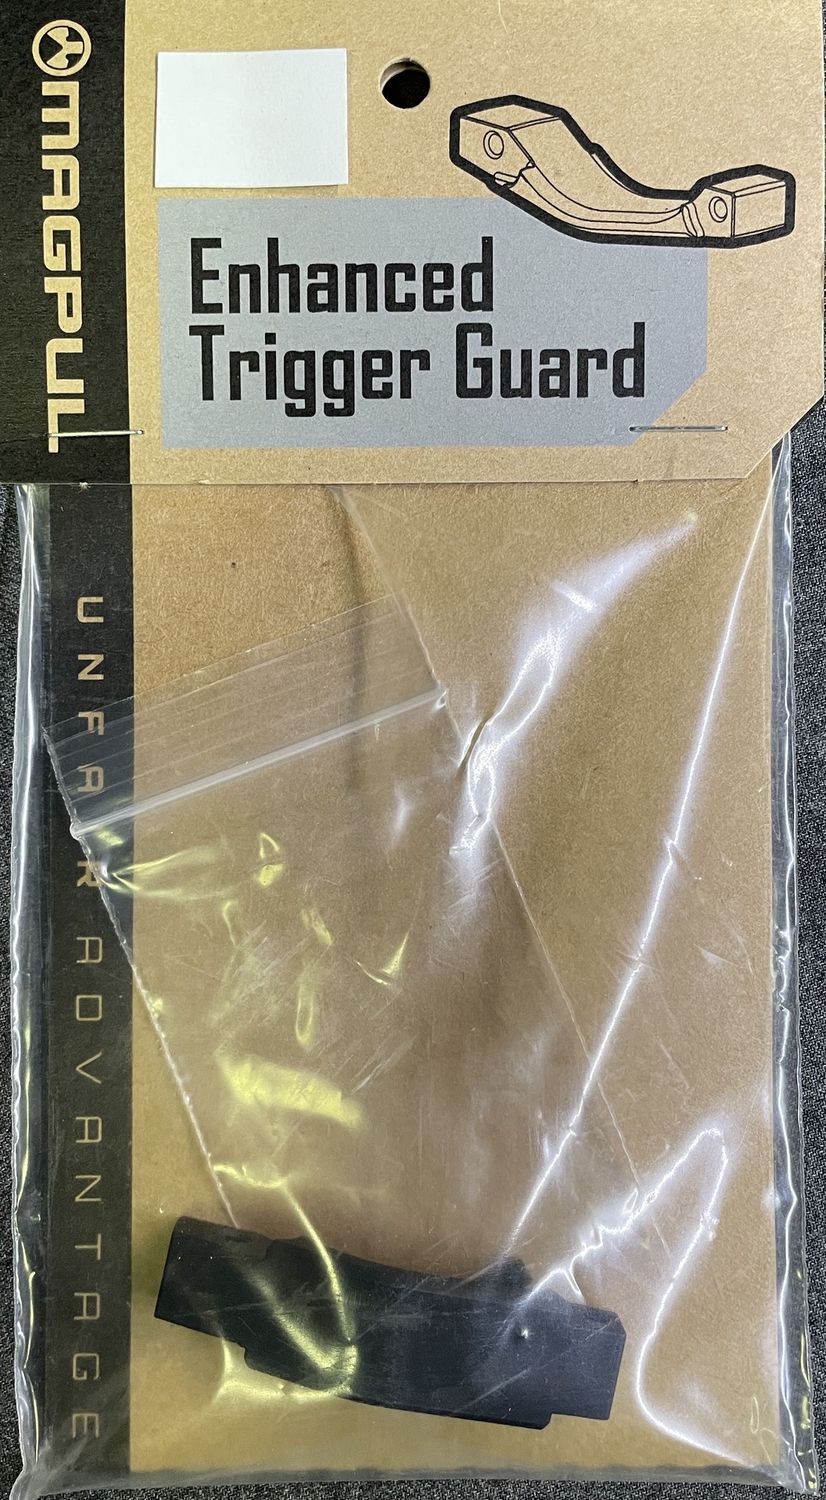 MAGPUL
Enhanced
Trigger Guard
UNFAIR ADVANTAGE